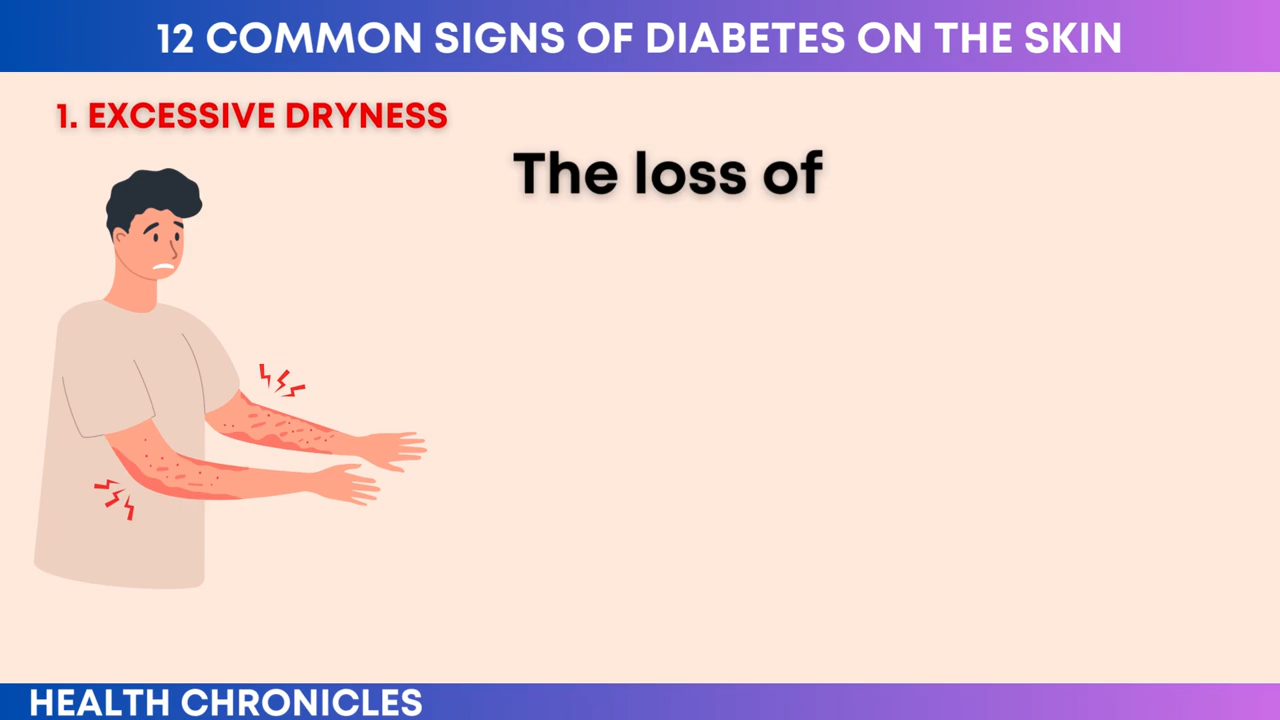 12 COMMON SIGNS OF DIABETES ON THE SKIN
1. EXCESSIVE DRYNESS
The loss of
HEALTH CHRONICLES